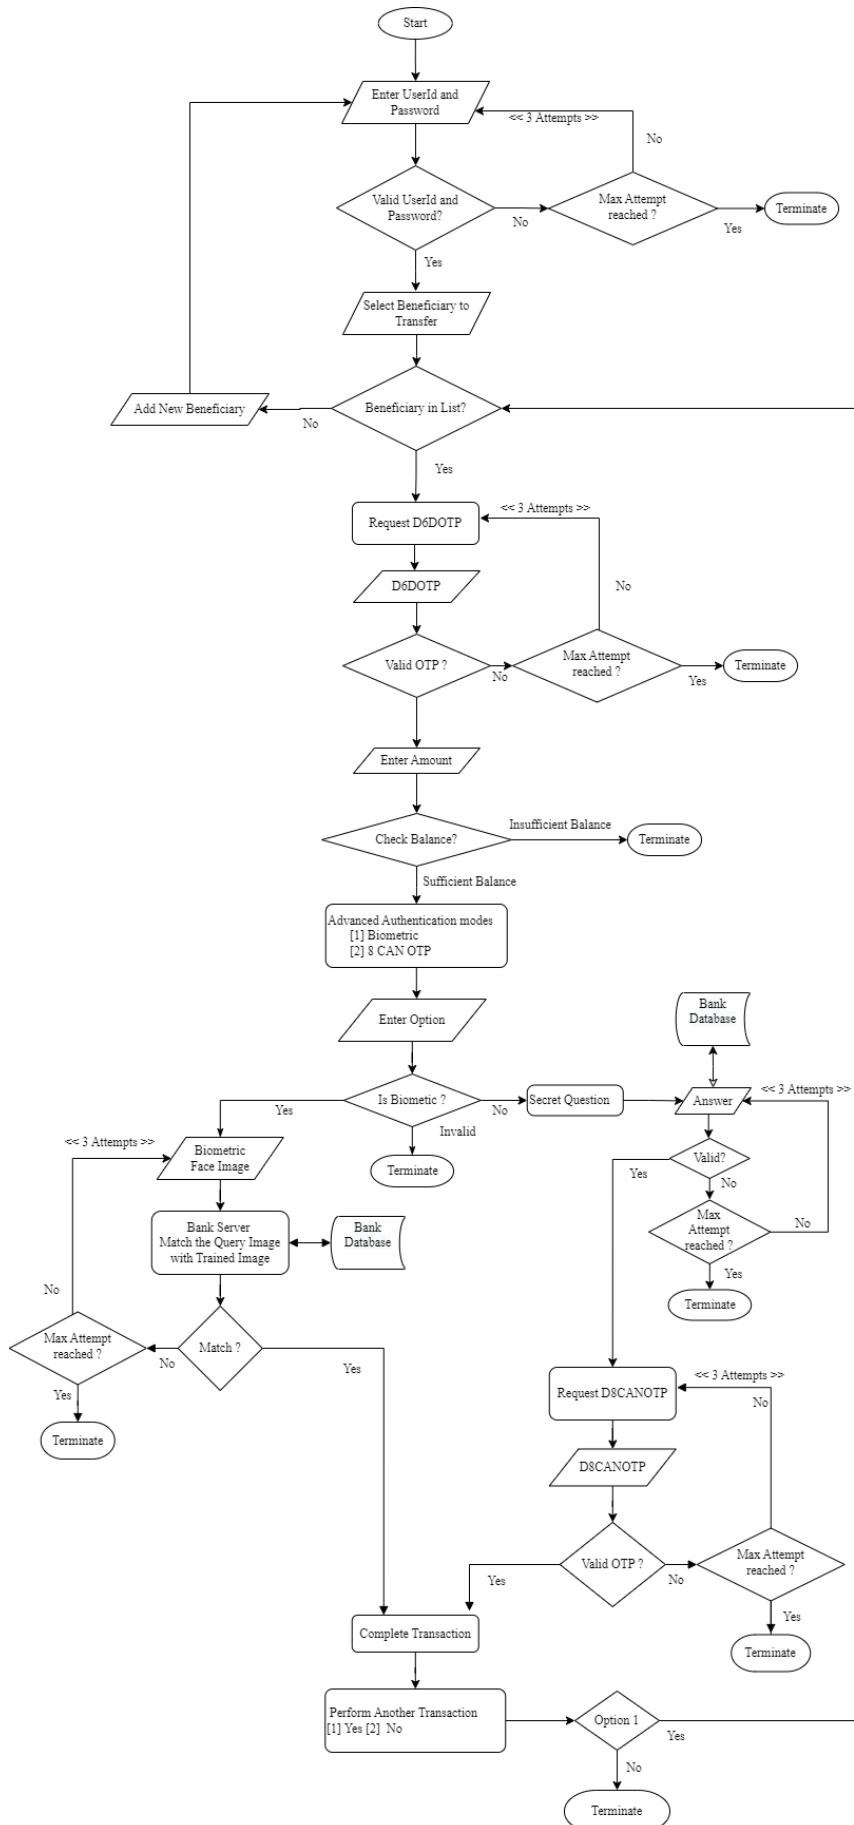 Start
Enter UserId and
Password
<< 3 Attempts >>
No
Valid UserId and
Password?
No
Max Attempt
reached ?
Yes
Terminate
Yes
Select Beneficiary to
Transfer
Beneficiary in List?
No
Add New Beneficiary
Yes
Request D6DOTP
<< 3 Attempts >>
D6DOTP
No
Valid OTP ?
No
Max Attempt
reached ?
Yes
Terminate
Enter Amount
Check Balance?
Insufficient Balance
Terminate
Sufficient Balance
Advanced Authentication modes
[1] Biometric
[2] 8 CAN OTP
Enter Option
Bank
Database
Is Biometic ?
Yes
No
Invalid
Terminate
Secret Question
Answer
<< 3 Attempts >>
Valid?
Yes
No
Max
Attempt
reached ?
No
Yes
Terminate
<< 3 Attempts >>
Biometric
Face Image
Bank Server
Match the Query Image
with Trained Image
Bank
Database
No
Max Attempt
reached ?
No
Match ?
Yes
Yes
Terminate
Request D8CANOTP
<< 3 Attempts >>
No
D8CANOTP
Valid OTP ?
Yes
No
Max Attempt
reached ?
Yes
Terminate
Complete Transaction
Perform Another Transaction
[1] Yes [2] No
Option 1
Yes
No
Terminate